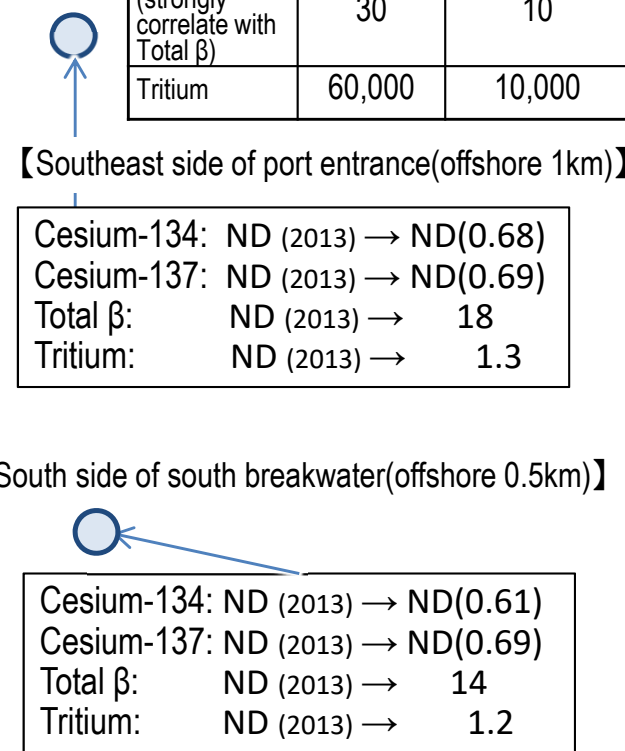 (strongly
correlate with
Total β)
30
10
Tritium
60,000
10,000
【Southeast side of port entrance(offshore 1km)】
Cesium-134: ND (2013) → ND(0.68)
Cesium-137: ND (2013) → ND(0.69)
Total β: ND (2013) → 18
Tritium: ND (2013) → 1.3
South side of south breakwater(offshore 0.5km)】
Cesium-134: ND (2013) → ND(0.61)
Cesium-137: ND (2013) → ND(0.69)
Total β: ND (2013) → 14
Tritium: ND (2013) → 1.2